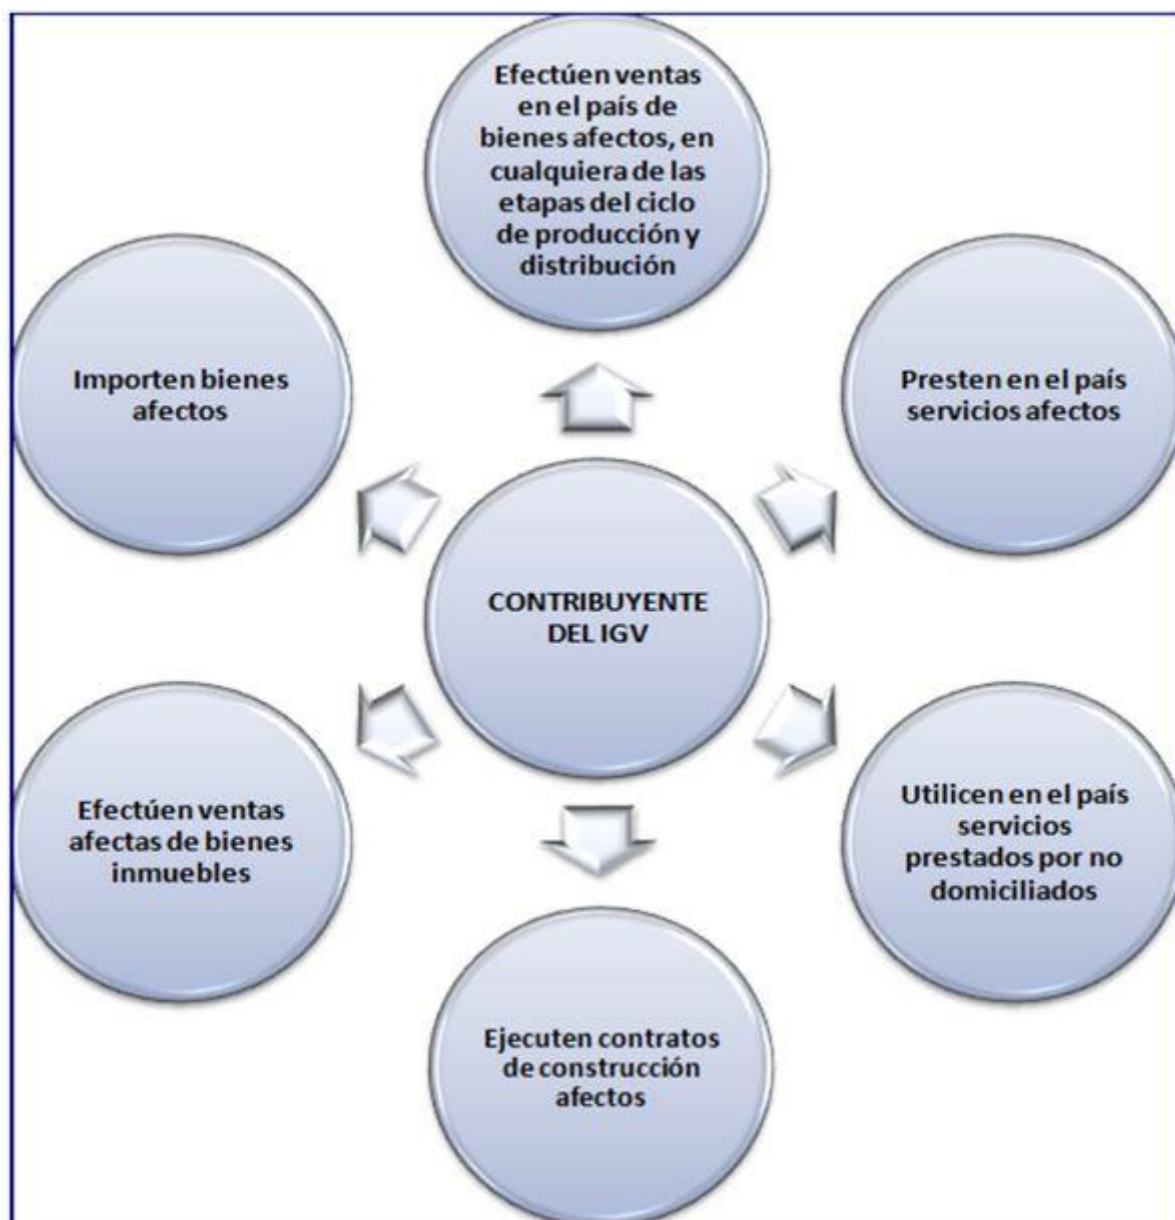 Efectúen ventas
en el país de
bienes afectos, en
cualquiera de las
etapas del ciclo
de producción y
distribución
Importen bienes
afectos
Presten en el país
servicios afectos
CONTRIBUYENTE
DEL IGV
Efectúen ventas
afectas de bienes
inmuebles
Utilicen en el país
servicios
prestados por no
domiciliados
Ejecuten contratos
de construcción
afectos